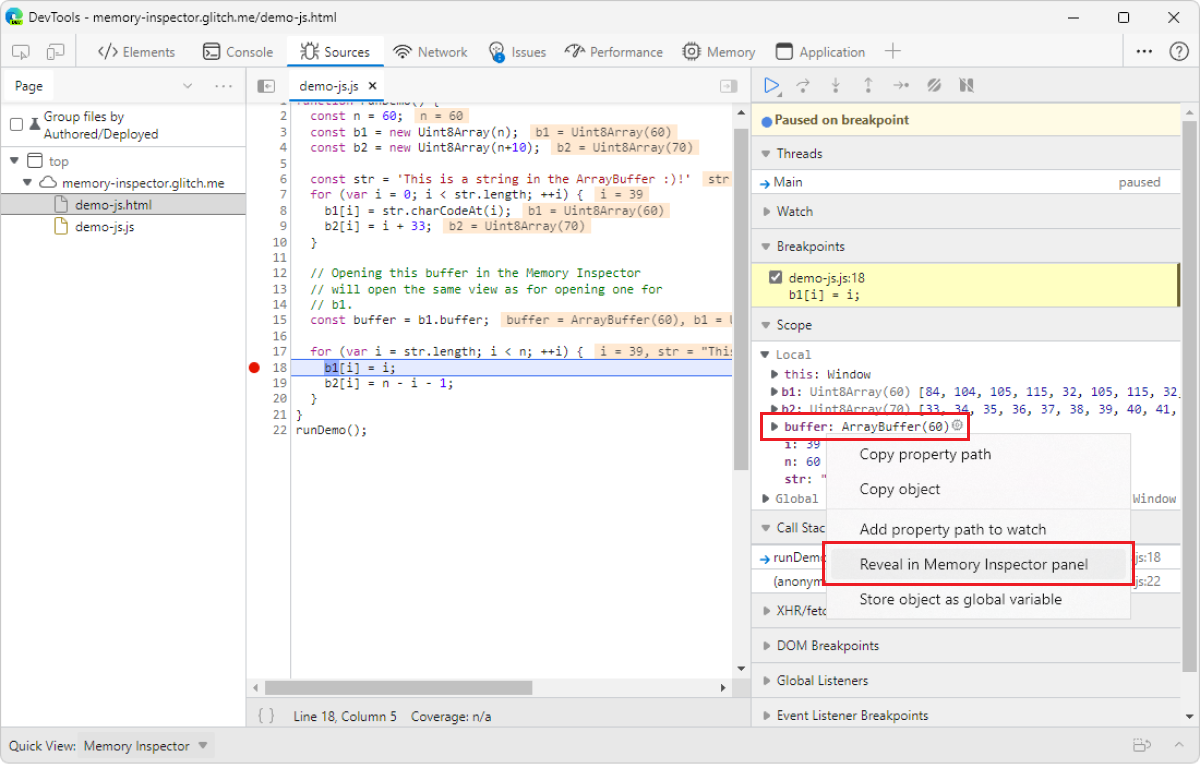 DevTools - memory-inspector.glitch.me/demo-js.html
Elements Console Sources Network Issues Performance Memory Application
Page
Group files by
Authored/Deployed
top
memory-inspector.glitch.me
demo-js.html
demo-js.js
demo-js.js
function runDemo() {
2 const n = 60; n = 60
3 const b1 = new Uint8Array(n); b1 = Uint8Array(60)
4 const b2 = new Uint8Array(n+10); b2 = Uint8Array(70)
5
6 const str = 'This is a string in the ArrayBuffer :)!' str
7 for (var i = 0; i < str.length; ++i) { i = 39
8 b1[i] = str.charCodeAt(i); b1 = Uint8Array(60)
9 b2[i] = i + 33; b2 = Uint8Array(70)
10 }
11
12 // Opening this buffer in the Memory Inspector
13 // will open the same view as for opening one for
14 // b1.
15 const buffer = b1.buffer; buffer = ArrayBuffer(60), b1 = U
16
17 for (var i = str.length; i < n; ++i) { i = 39, str = "This
18 b1[i] = i;
19 b2[i] = n - i - 1;
20 }
21 }
22 runDemo();
{ } Line 18, Column 5 Coverage: n/a
Paused on breakpoint
Threads
Main paused
Watch
Breakpoints
demo-js.js:18
b1[i] = i;
Scope
Local
this: Window
b1: Uint8Array(60) [84, 104, 105, 115, 32, 105, 115, 32,
b2: Uint8Array(70) [33, 34, 35, 36, 37, 38, 39, 40, 41,
buffer: ArrayBuffer(60)
i: 39
n: 60
str: "
Global Window
Call Stac
runDemo js:18
(anonym js:22
XHR/fetc
DOM Breakpoints
Global Listeners
Event Listener Breakpoints
Copy property path
Copy object
Add property path to watch
Reveal in Memory Inspector panel
Store object as global variable
Quick View: Memory Inspector